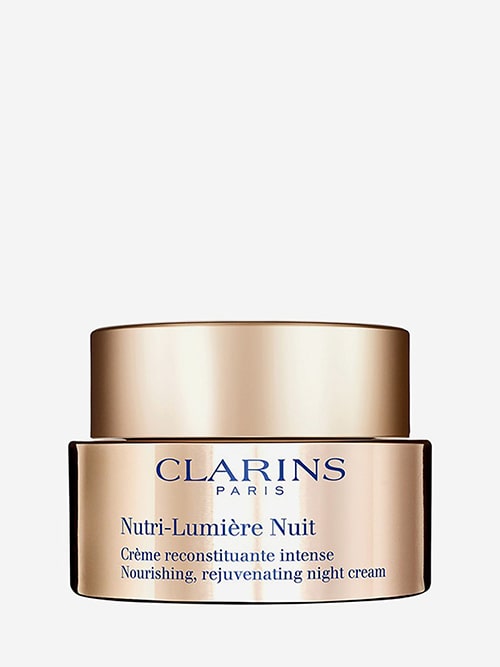 CLARINS
PARIS
Nutri-Lumière Nuit
Crème reconstituante intense
Nourishing, rejuvenating night cream